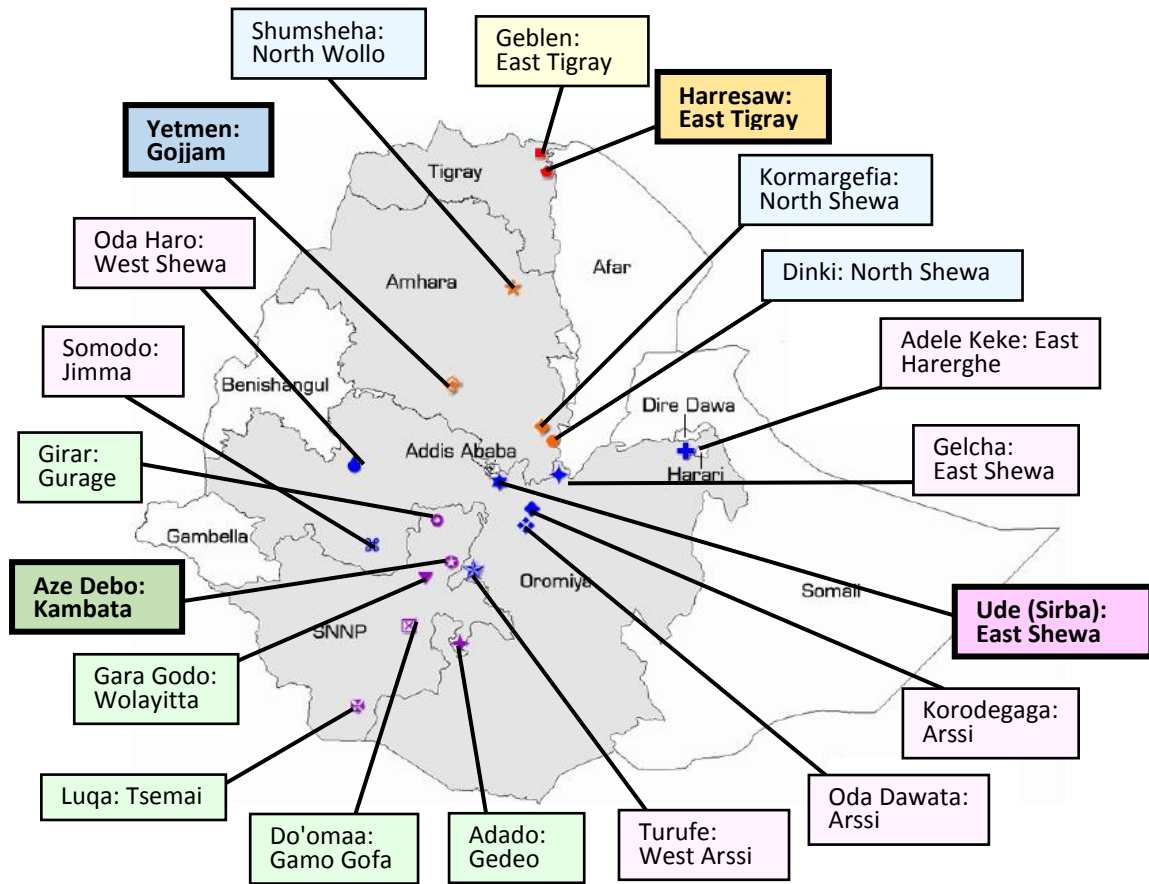 Shumsheha:
North Wollo
Geblen:
East Tigray
Harresaw:
East Tigray
Yetmen:
Gojjam
Tigray
Kormargefia:
North Shewa
Oda Haro:
West Shewa
Afar
Amhara
Dinki: North Shewa
Somodo:
Jimma
Adele Keke: East
Harerghe
Benishangul
Dire Dawa
Girar:
Gurage
Addis Ababa
Harari
Gelcha:
East Shewa
Gambella
Aze Debo:
Kambata
Oromiya
Somali
Ude (Sirba):
East Shewa
SNNP
Gara Godo:
Wolayitta
Korodegaga:
Arssi
Luqa: Tsemai
Oda Dawata:
Arssi
Do'omaa:
Gamo Gofa
Adado:
Gedeo
Turufe:
West Arssi